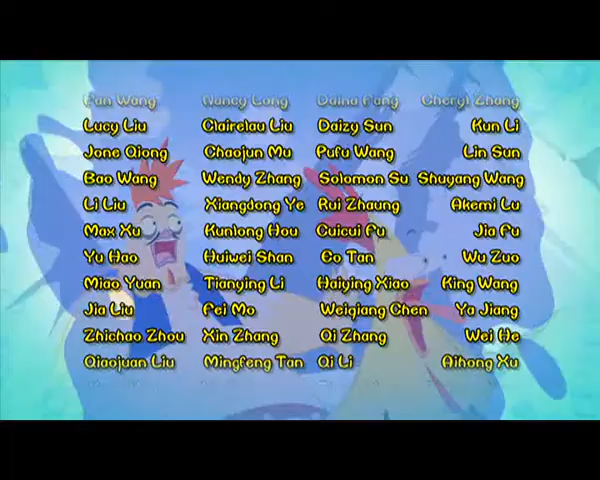 Fan Wang Nancy Long Daina Fang Cheryl Zhang
Lucy Liu Clairelau Liu Daizy Sun Kun Li
Jone Qiong Chaojun Mu Pufu Wang Lin Sun
Bao Wang Wendy Zhang Solomon Su Shuyang Wang
Li Liu Xiangdong Ye Rui Zhaung Akemi Lu
Max Xu Kunlong Hou Cuicui Fu Jia Fu
Yu Hao Huiwei Shan Co Tan Wu Zuo
Miao Yuan Tianying Li Haiying Xiao King Wang
Jia Liu Fei Mo Weiqiang Chen Ya Jiang
Zhichao Zhou Xin Zhang Qi Zhang Wei He
Qiaojuan Liu Mingfeng Tan Qi Li Aihong Xu